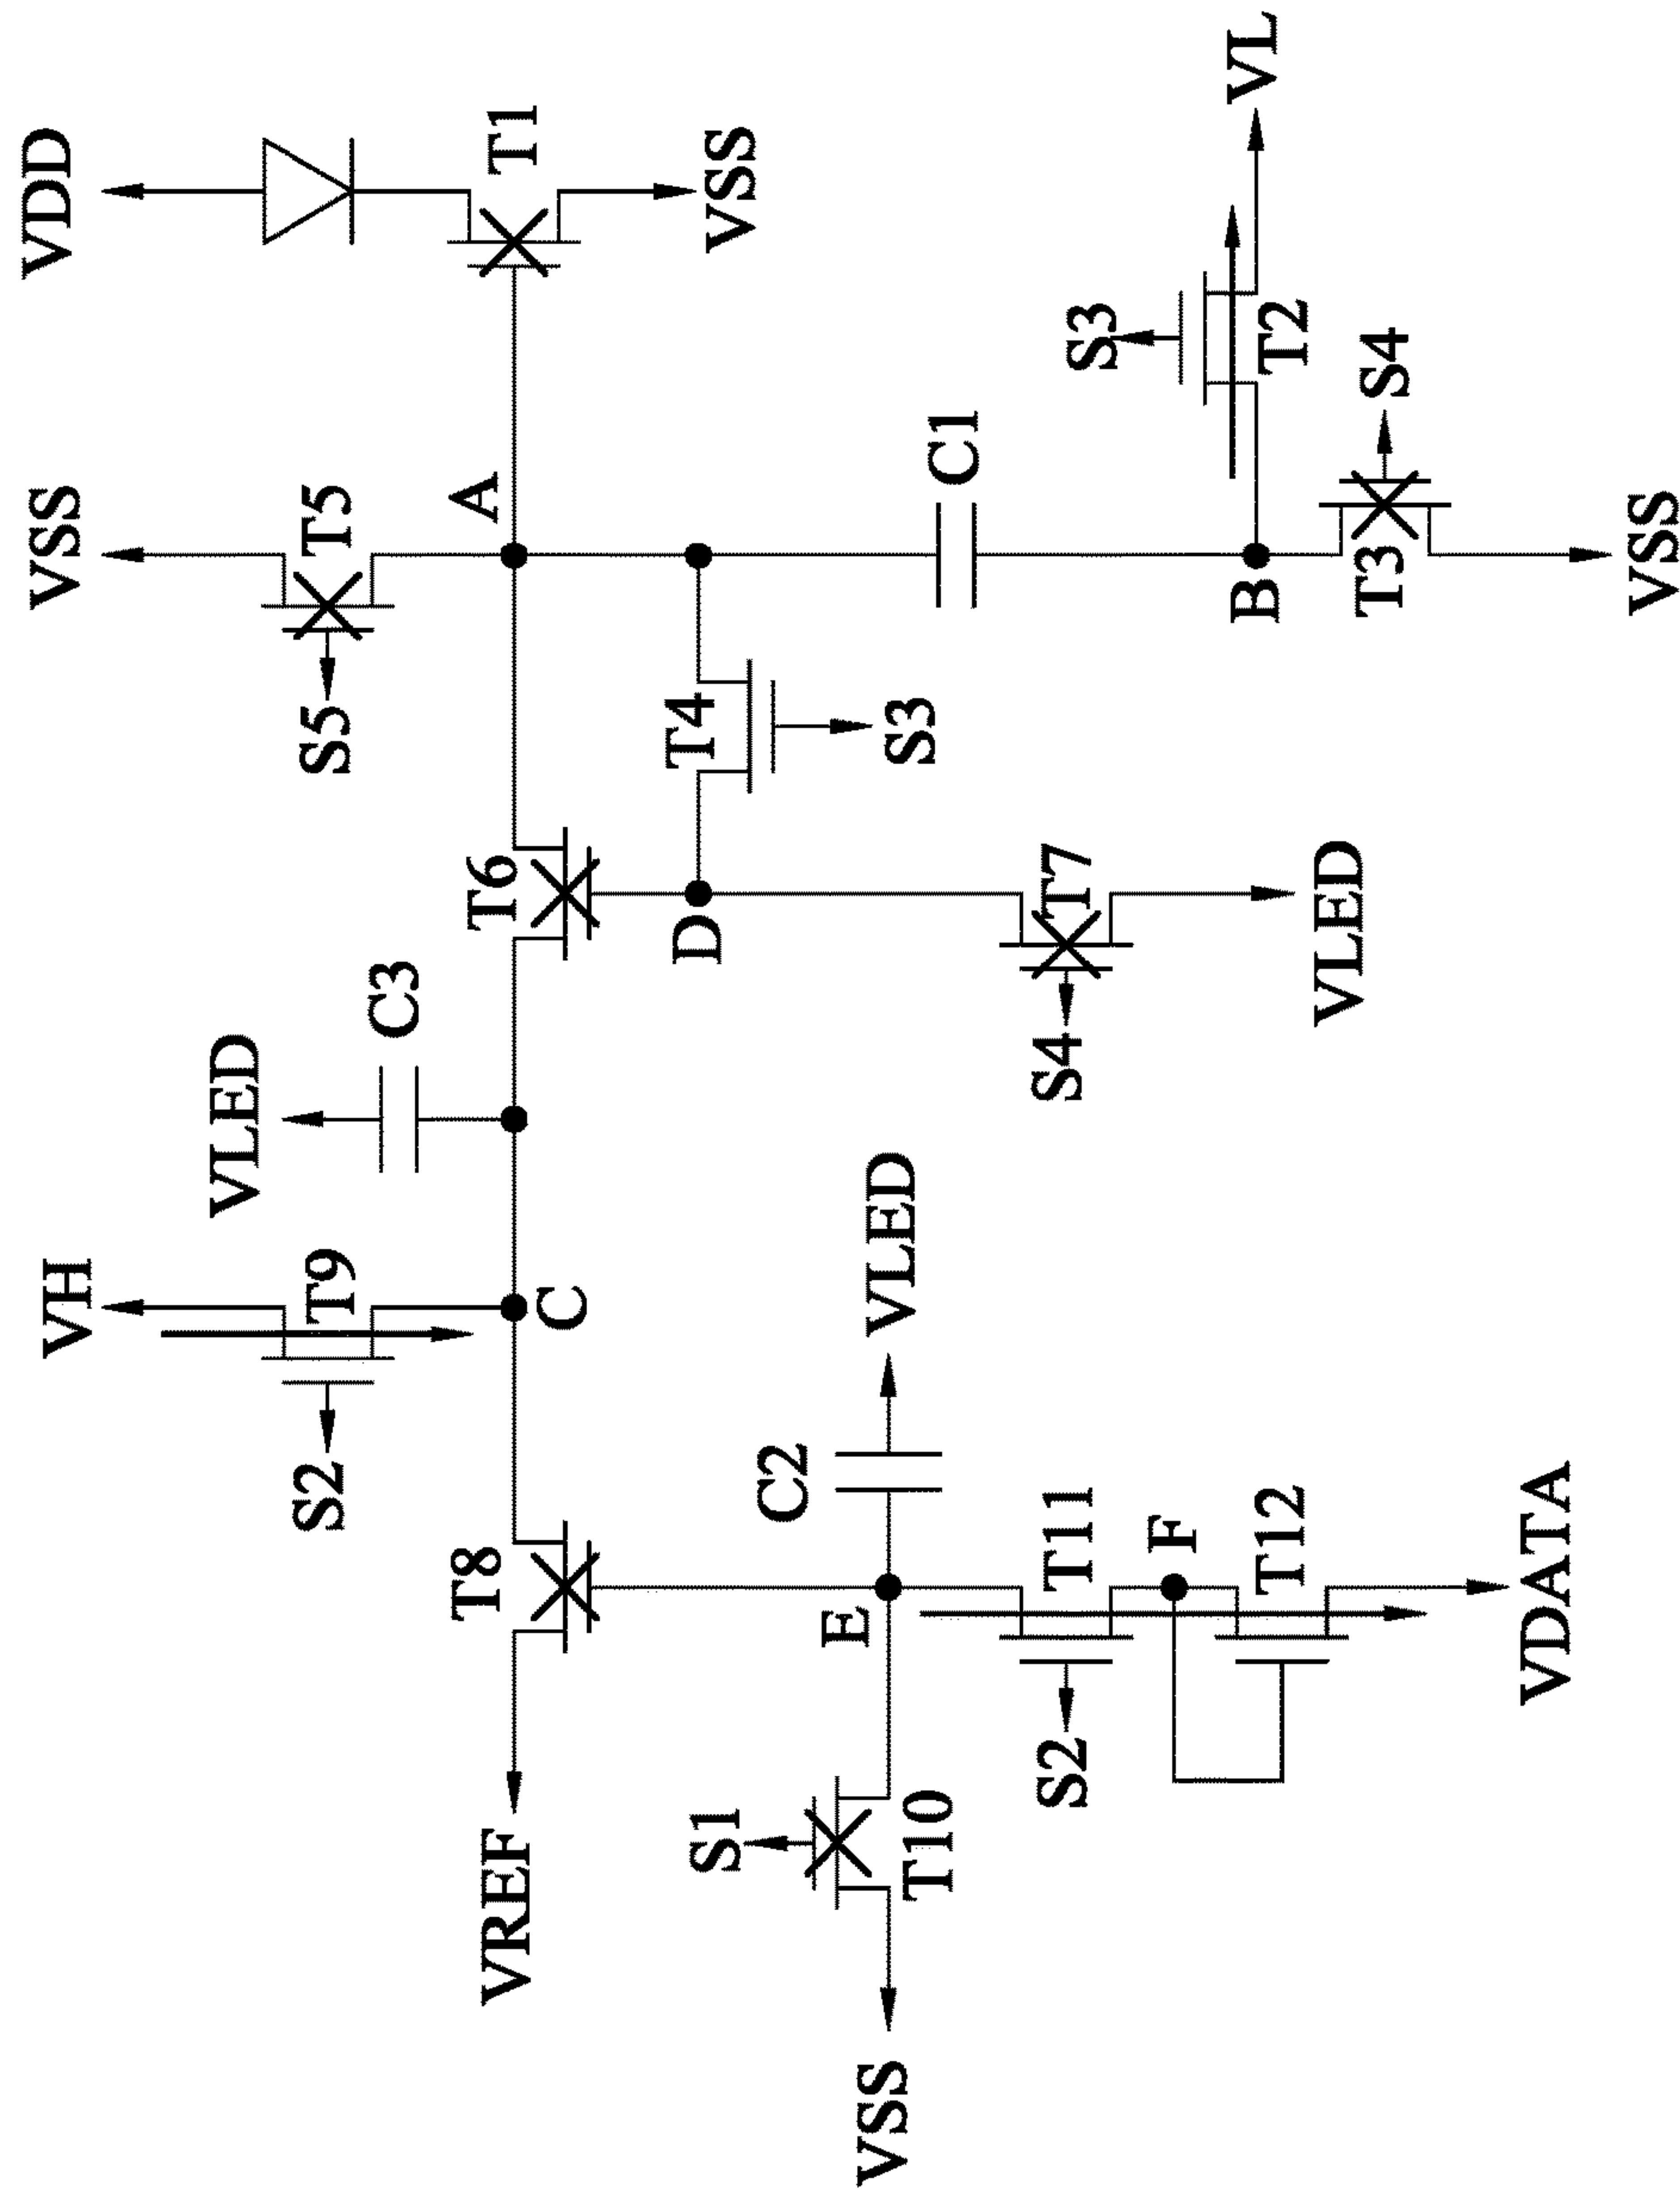 VDD
T1
VSS
VL
S3
T2
S4
T3
VSS
B
C1
A
VSS
T5
S5
T4
S3
T6
D
T7
S4
VLED
C3
VLED
VH
T9
S2
C
T8
VREF
C2
VLED
E
T11
S2
F
T12
VDATA
S1
T10
VSS